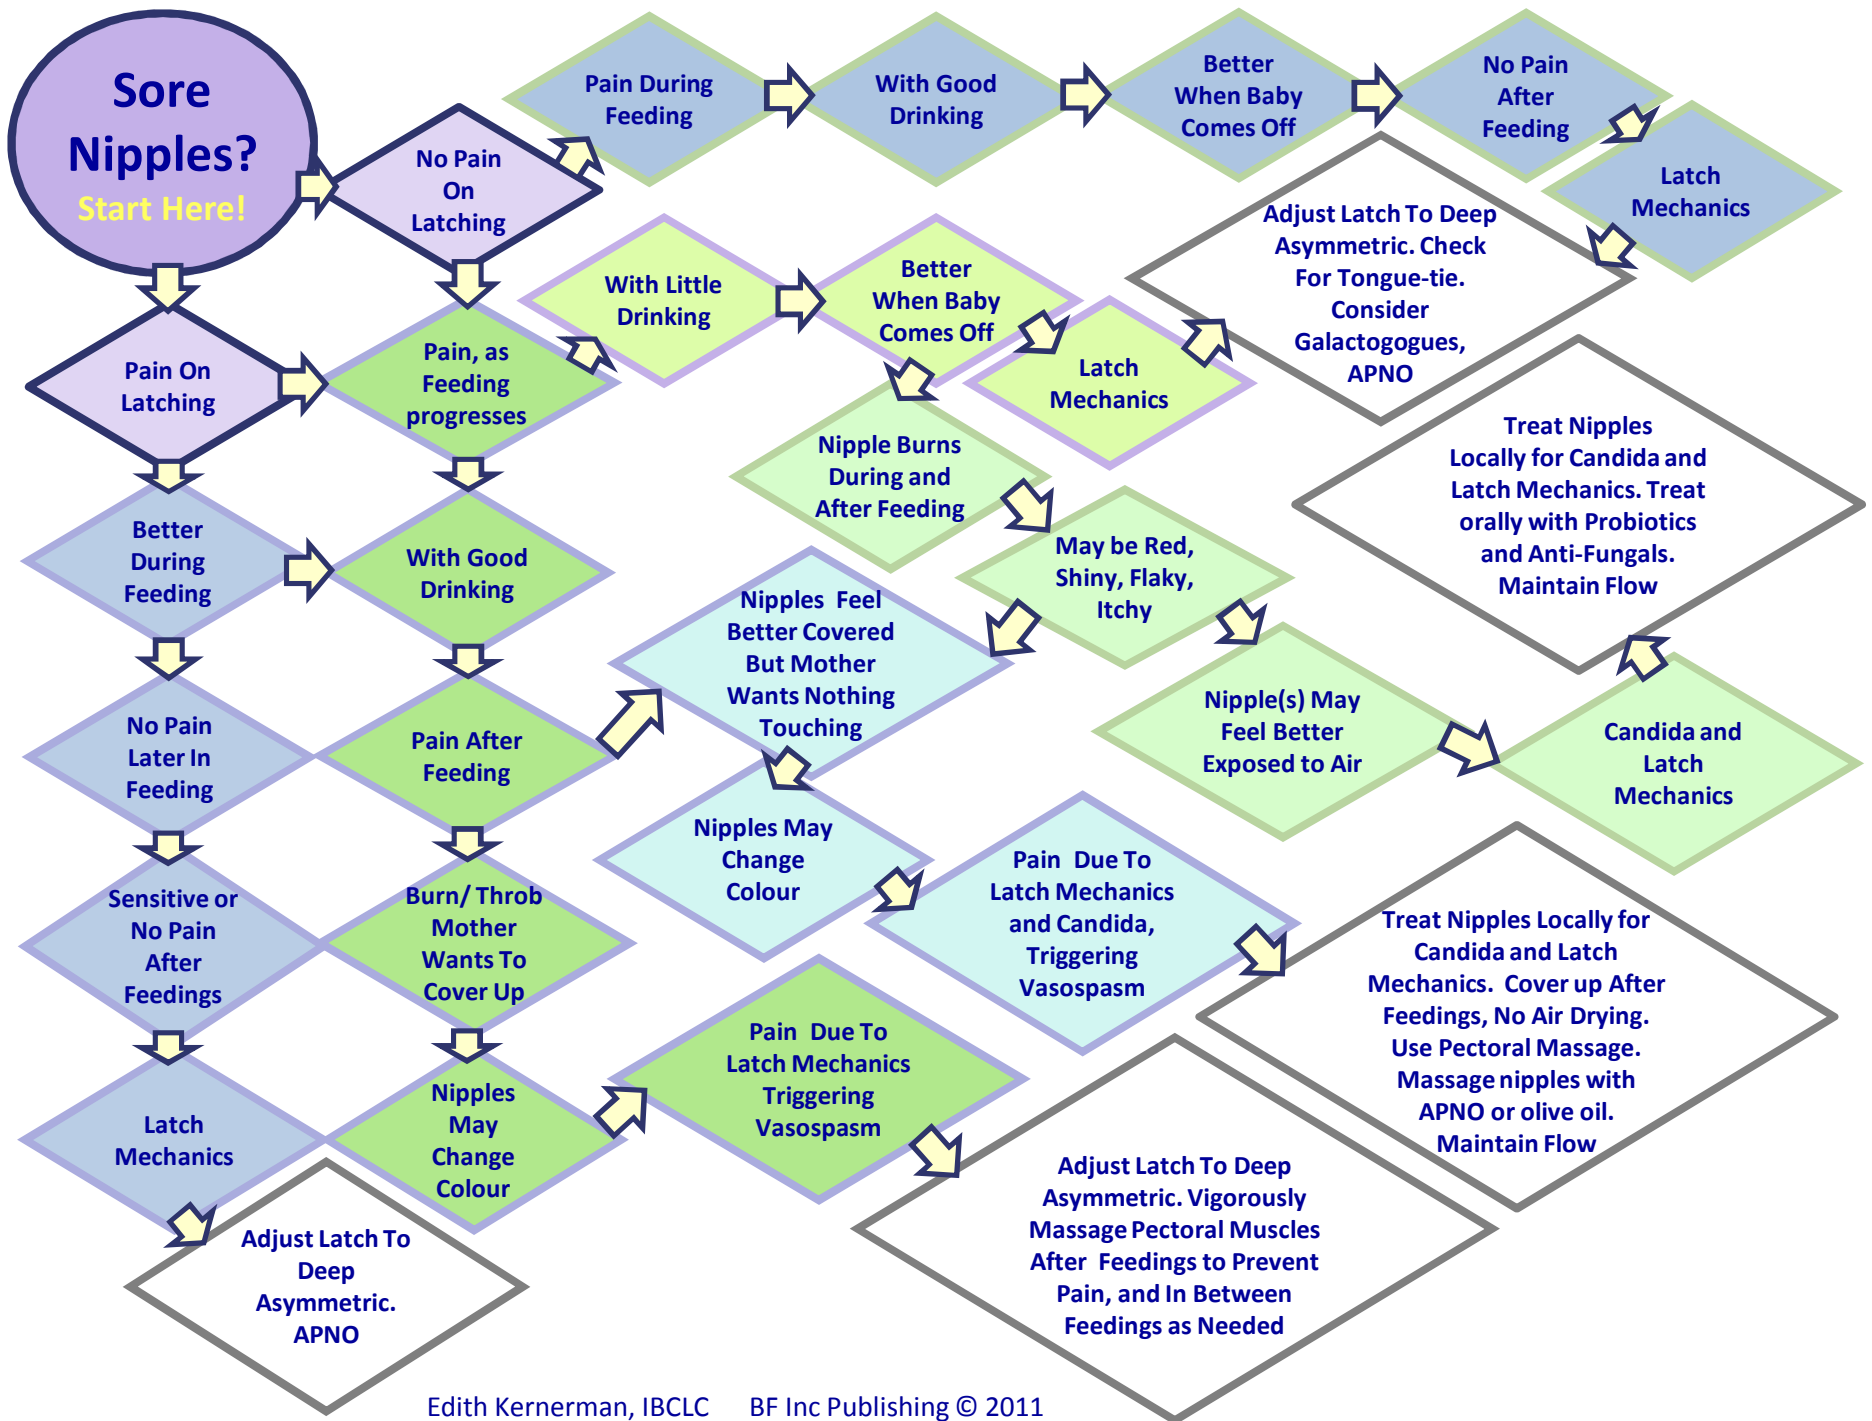 Sore
Nipples?
Start Here!
No Pain
On
Latching
Pain During
Feeding
With Good
Drinking
Better
When Baby
Comes Off
No Pain
After
Feeding
Latch
Mechanics
Adjust Latch To Deep
Asymmetric. Check
For Tongue-tie.
Consider
Galactogogues,
APNO
Pain On
Latching
Pain, as
Feeding
progresses
With Little
Drinking
Better
When Baby
Comes Off
Latch
Mechanics
Nipple Burns
During and
After Feeding
May be Red,
Shiny, Flaky,
Itchy
Nipple(s) May
Feel Better
Exposed to Air
Candida and
Latch
Mechanics
Treat Nipples
Locally for Candida and
Latch Mechanics. Treat
orally with Probiotics
and Anti-Fungals.
Maintain Flow
Better
During
Feeding
With Good
Drinking
No Pain
Later In
Feeding
Pain After
Feeding
Nipples Feel
Better Covered
But Mother
Wants Nothing
Touching
Nipples May
Change
Colour
Pain Due To
Latch Mechanics
and Candida,
Triggering
Vasospasm
Treat Nipples Locally for
Candida and Latch
Mechanics. Cover up After
Feedings, No Air Drying.
Use Pectoral Massage.
Massage nipples with
APNO or olive oil.
Maintain Flow
Sensitive or
No Pain
After
Feedings
Burn/ Throb
Mother
Wants To
Cover Up
Latch
Mechanics
Nipples
May
Change
Colour
Pain Due To
Latch Mechanics
Triggering
Vasospasm
Adjust Latch To Deep
Asymmetric. Vigorously
Massage Pectoral Muscles
After Feedings to Prevent
Pain, and In Between
Feedings as Needed
Adjust Latch To
Deep
Asymmetric.
APNO
Edith Kernerman, IBCLC BF Inc Publishing © 2011